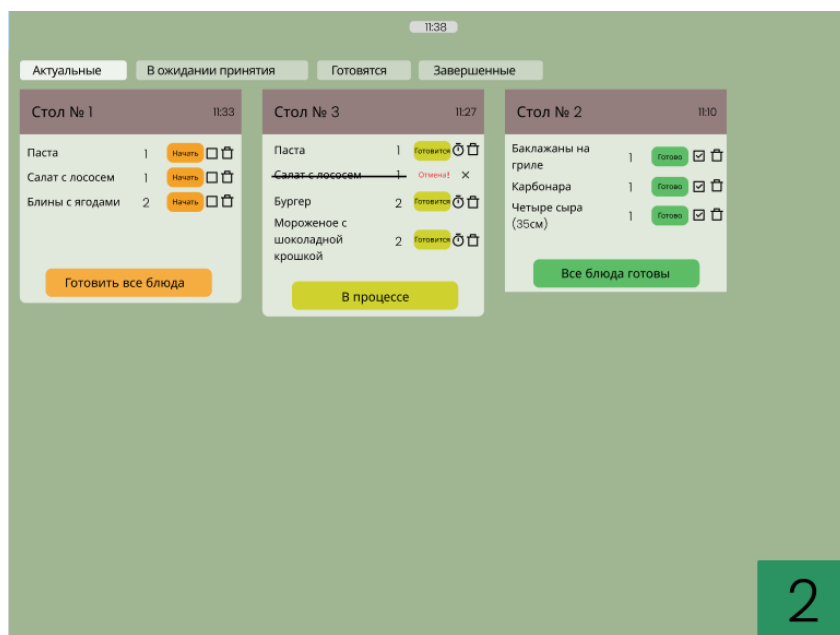 11:38
Актуальные В ожидании принятия Готовятся Завершенные
Стол № 1 11:33
Паста 1 Начать
Салат с лососем 1 Начать
Блины с ягодами 2 Начать
Готовить все блюда
Стол № 3 11:27
Паста 1 Готовится
Салат с лососем 1 Отмена!
Бургер 2 Готовится
Мороженое с
шоколадной 2 Готовится
крошкой
В процессе
Стол № 2 11:10
Баклажаны на
гриле 1 Готово
Карбонара 1 Готово
Четыре сыра
(35см) 1 Готово
Все блюда готовы
2